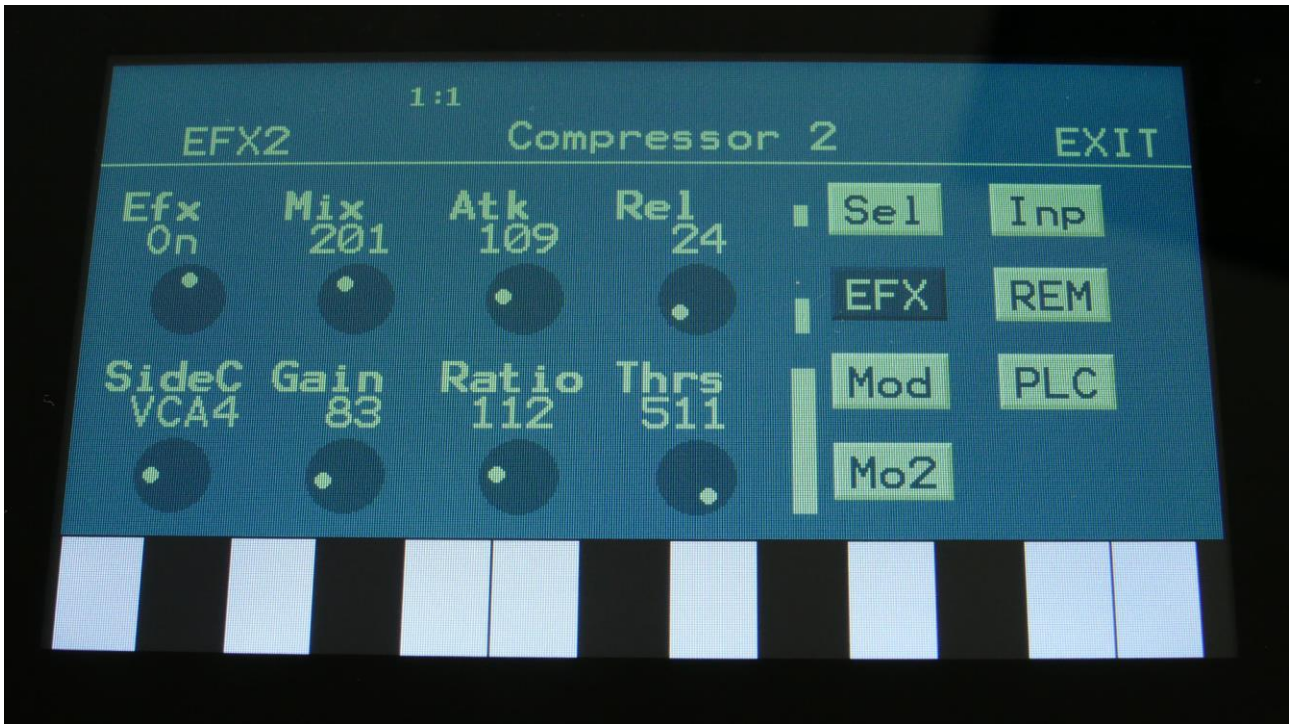 1:1
EFX2 Compressor 2 EXIT
Efx Mix Atk Rel Sel Inp
On 201 109 24
EFX REM
SideC Gain Ratio Thrs Mod PLC
VCA4 83 112 511
Mo2